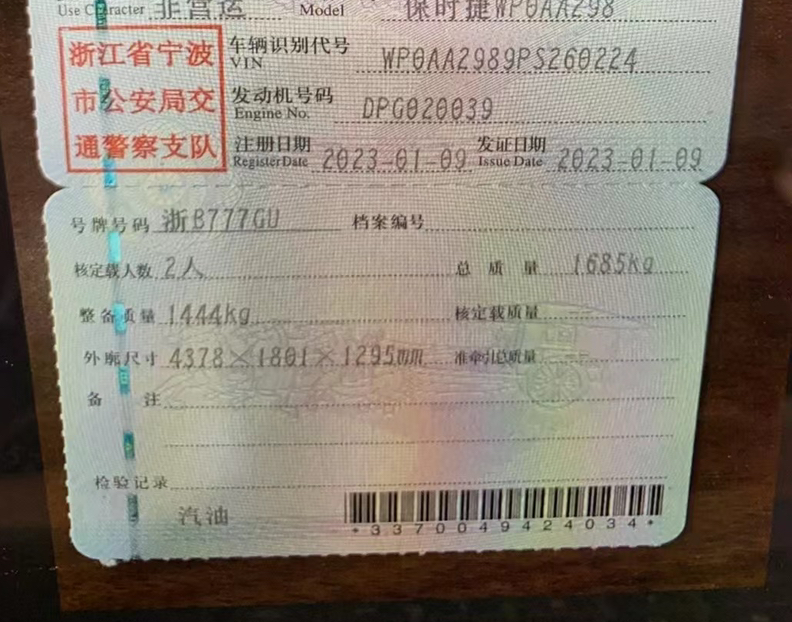 Use Character 非营运 Model 保时捷WP0AA298
浙江省宁波
市公安局交
通警察支队
车辆识别代号 WP0AA2989PS260224
VIN
发动机号码 DPG020039
Engine No.
注册日期 2023-01-09 发证日期 2023-01-09
Register Date Issue Date
号牌号码 浙B777GU 档案编号
核定载人数 2人 总质量 1685kg
整备质量 1444kg 核定载质量 --
外廓尺寸 4378×1801×1295mm 准牵引总质量 --
备注
检验记录
汽油
*3370049424034*